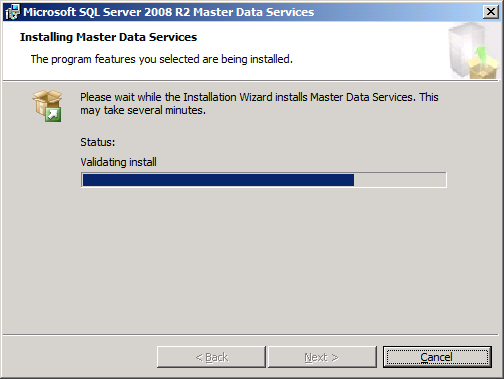 Microsoft SQL Server 2008 R2 Master Data Services
Installing Master Data Services
The program features you selected are being installed.
Please wait while the Installation Wizard installs Master Data Services. This
may take several minutes.
Status:
Validating install
< Back
Next >
Cancel